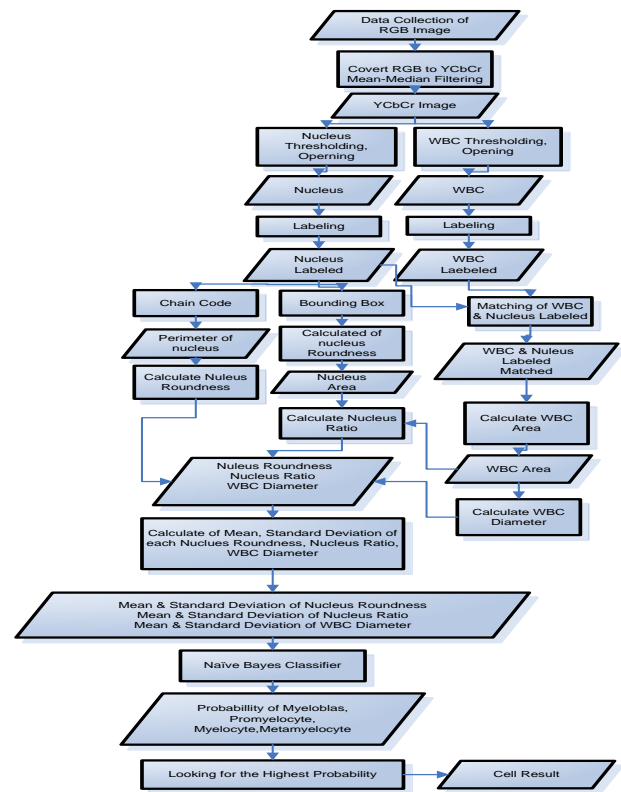 Data Collection of
RGB Image
Covert RGB to YCbCr
Mean-Median Filtering
YCbCr Image
Nucleus
Thresholding,
Operning
WBC Thresholding,
Opening
Nucleus
WBC
Labeling
Labeling
Nucleus
Labeled
WBC
Laebeled
Chain Code
Bounding Box
Matching of WBC
& Nucleus Labeled
Perimeter of
nucleus
Calculated of
nucleus
Roundness
WBC & Nuleus
Labeled
Matched
Calculate Nuleus
Roundness
Nucleus
Area
Calculate Nucleus
Ratio
Calculate WBC
Area
Nuleus Roundness
Nucleus Ratio
WBC Diameter
WBC Area
Calculate WBC
Diameter
Calculate of Mean, Standard Deviation of
each Nuclues Roundness, Nucleus Ratio,
WBC Diameter
Mean & Standard Deviation of Nucleus Roundness
Mean & Standard Deviation of Nucleus Ratio
Mean & Standard Deviation of WBC Diameter
Naïve Bayes Classifier
Probabillity of Myeloblas,
Promyelocyte,
Myelocyte,Metamyelocyte
Looking for the Highest Probability
Cell Result